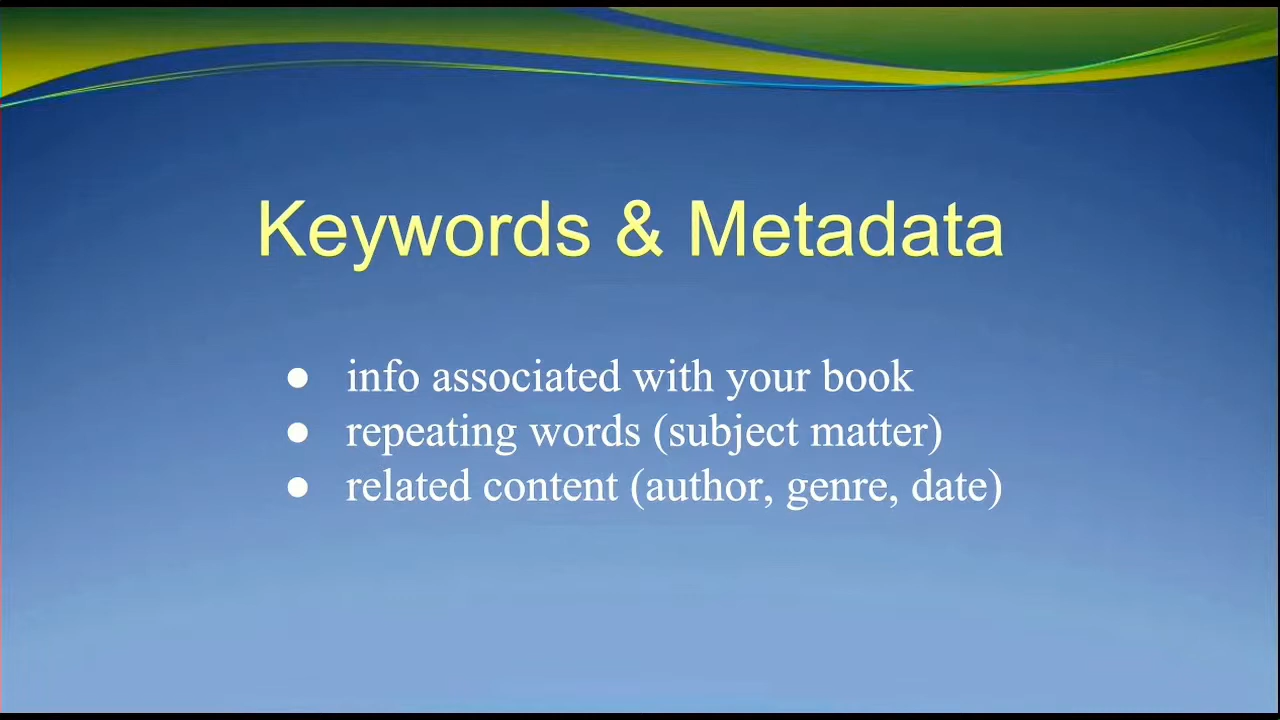 Keywords & Metadata
● info associated with your book
● repeating words (subject matter)
● related content (author, genre, date)